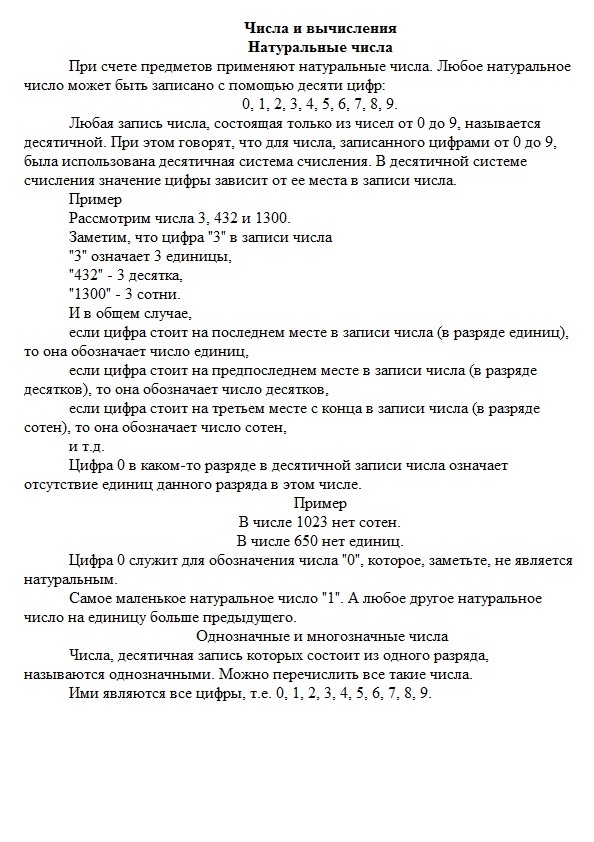 Числа и вычисления
Натуральные числа
При счете предметов применяют натуральные числа. Любое натуральное
число может быть записано с помощью десяти цифр:
0, 1, 2, 3, 4, 5, 6, 7, 8, 9.
Любая запись числа, состоящая только из чисел от 0 до 9, называется
десятичной. При этом говорят, что для числа, записанного цифрами от 0 до 9,
была использована десятичная система счисления. В десятичной системе
счисления значение цифры зависит от ее места в записи числа.
Пример
Рассмотрим числа 3, 432 и 1300.
Заметим, что цифра "3" в записи числа
"3" означает 3 единицы,
"432" - 3 десятка,
"1300" - 3 сотни.
И в общем случае,
если цифра стоит на последнем месте в записи числа (в разряде единиц),
то она обозначает число единиц,
если цифра стоит на предпоследнем месте в записи числа (в разряде
десятков), то она обозначает число десятков,
если цифра стоит на третьем месте с конца в записи числа (в разряде
сотен), то она обозначает число сотен,
и т.д.
Цифра 0 в каком-то разряде в десятичной записи числа означает
отсутствие единиц данного разряда в этом числе.
Пример
В числе 1023 нет сотен.
В числе 650 нет единиц.
Цифра 0 служит для обозначения числа "0", которое, заметьте, не является
натуральным.
Самое маленькое натуральное число "1". А любое другое натуральное
число на единицу больше предыдущего.
Однозначные и многозначные числа
Числа, десятичная запись которых состоит из одного разряда,
называются однозначными. Можно перечислить все такие числа.
Ими являются все цифры, т.е. 0, 1, 2, 3, 4, 5, 6, 7, 8, 9.